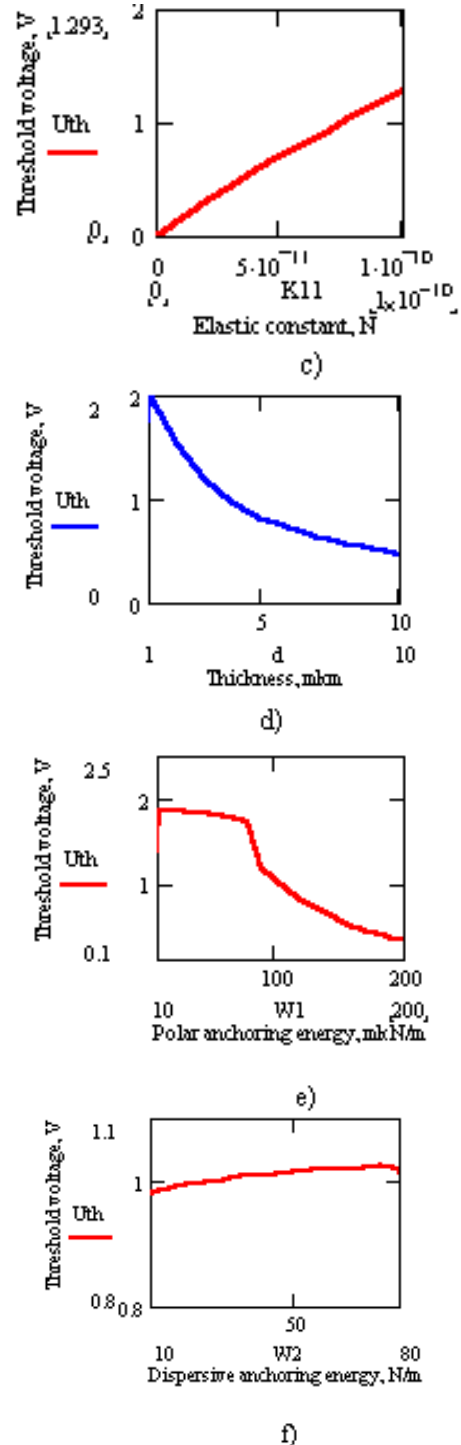 Threshold voltage, V
1.293
Uth
0
2
1
0
0 5·10⁻¹¹ 1·10⁻¹⁰
0 K11 1×10⁻¹⁰
Elastic constant, N
c)
Threshold voltage, V
2
Uth
0
2
1
0
5 10
1 d 10
Thickness, mkm
d)
Threshold voltage, V
2.5
Uth
0.1
2
1
100 200
10 W1 200
Polar anchoring energy, mkN/m
e)
Threshold voltage, V
1.1
Uth
0.8
1
0.8
50
10 W2 80
Dispersive anchoring energy, N/m
f)